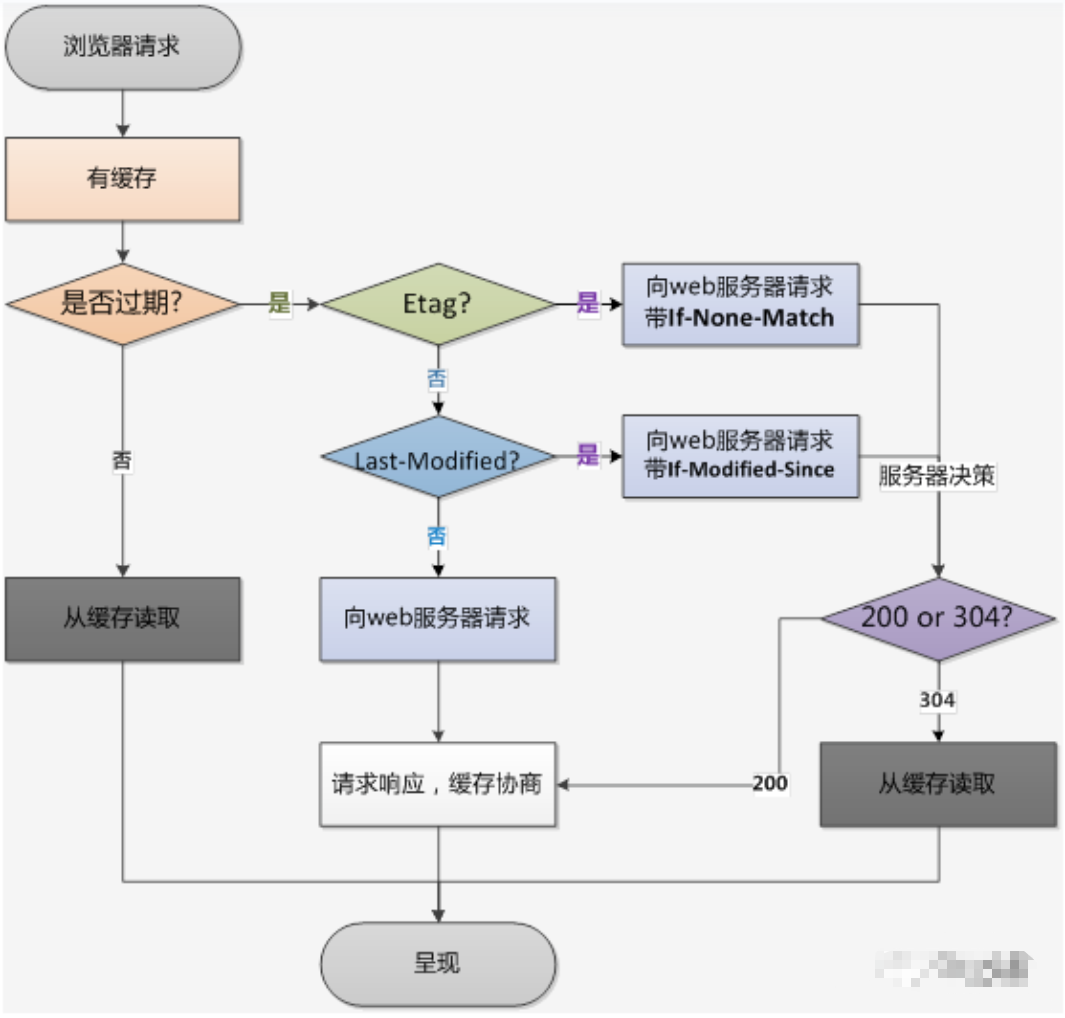 浏览器请求
有缓存
是否过期?
是
Etag?
是
向web服务器请求
带If-None-Match
否
否
Last-Modified?
是
向web服务器请求
带If-Modified-Since
服务器决策
否
从缓存读取
向web服务器请求
200 or 304?
304
请求响应，缓存协商
200
从缓存读取
呈现